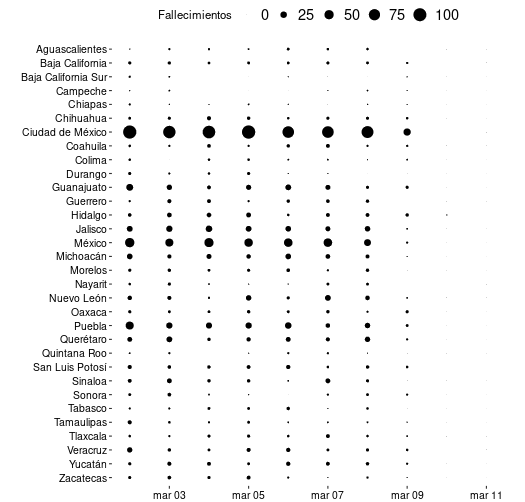 Fallecimientos 0 25 50 75 100
Aguascalientes
Baja California
Baja California Sur
Campeche
Chiapas
Chihuahua
Ciudad de México
Coahuila
Colima
Durango
Guanajuato
Guerrero
Hidalgo
Jalisco
México
Michoacán
Morelos
Nayarit
Nuevo León
Oaxaca
Puebla
Querétaro
Quintana Roo
San Luis Potosí
Sinaloa
Sonora
Tabasco
Tamaulipas
Tlaxcala
Veracruz
Yucatán
Zacatecas
mar 03 mar 05 mar 07 mar 09 mar 11